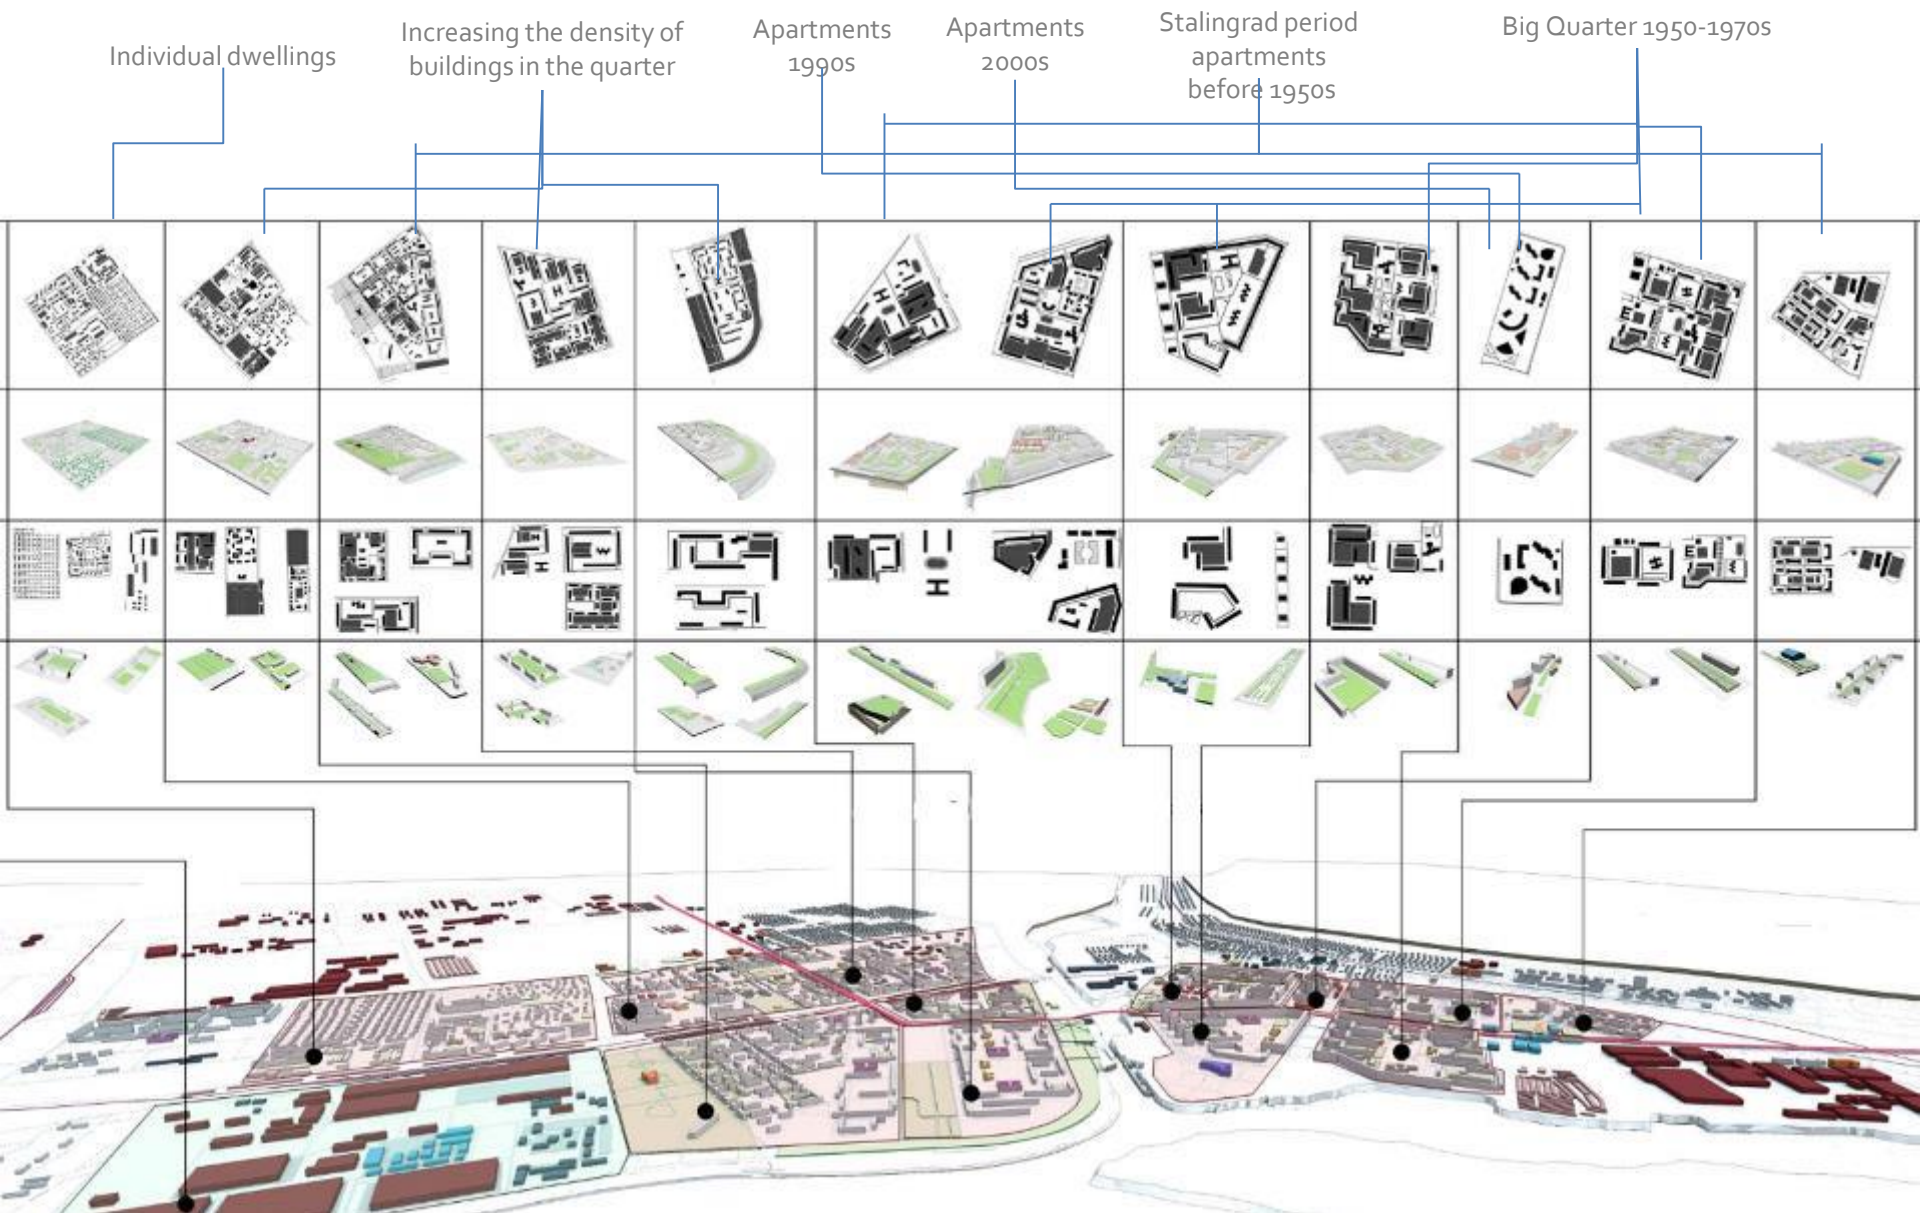 Individual dwellings
Increasing the density of
buildings in the quarter
Apartments
1990s
Apartments
2000s
Stalingrad period
apartments
before 1950s
Big Quarter 1950-1970s